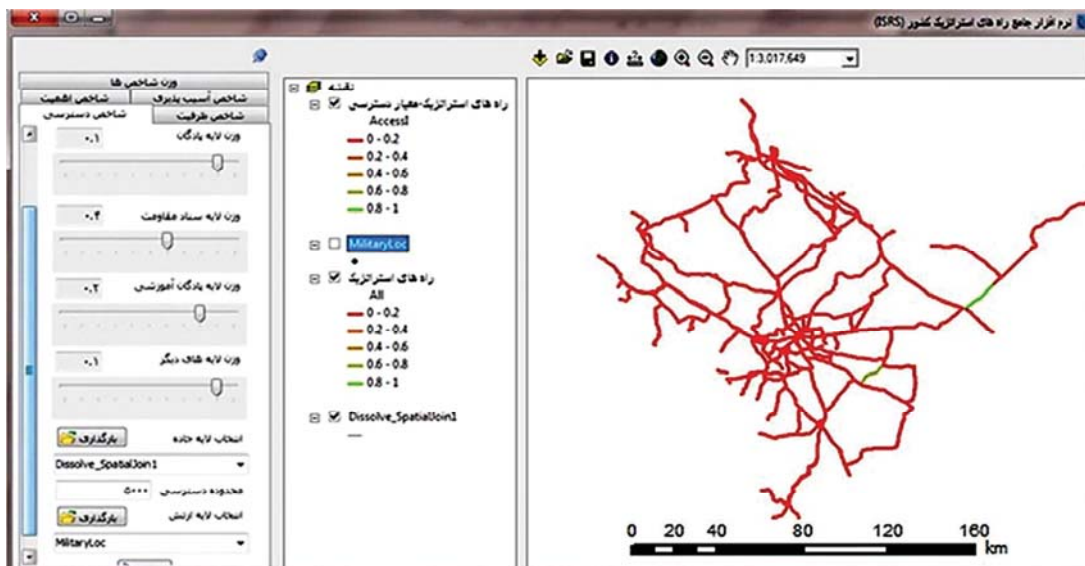 نرم افزار جامع راه های استراتژیک کشور (ISRS)
1:3,017,649
وزن شاخص ها
شاخص آسیب پذیری
شاخص اهمیت
شاخص ظرفیت
شاخص دسترسی
وزن لایه پادگان
۰.۱
وزن لایه ستاد مقاومت
۰.۴
وزن لایه پادگان آموزشی
۰.۲
وزن لایه های دیگر
۰.۱
انتخاب لایه جاده
بارگذاری
Dissolve_SpatialJoin1
محدوده دسترسی
۵۰۰۰
انتخاب لایه ارتش
بارگذاری
MilitaryLoc
نقشه
راه های استراتژیک-معیار دسترسی
AccessI
0 - 0.2
0.2 - 0.4
0.4 - 0.6
0.6 - 0.8
0.8 - 1
MilitaryLoc
راه های استراتژیک
All
0 - 0.2
0.2 - 0.4
0.4 - 0.6
0.6 - 0.8
0.8 - 1
Dissolve_SpatialJoin1
0 20 40 80 120 160
km